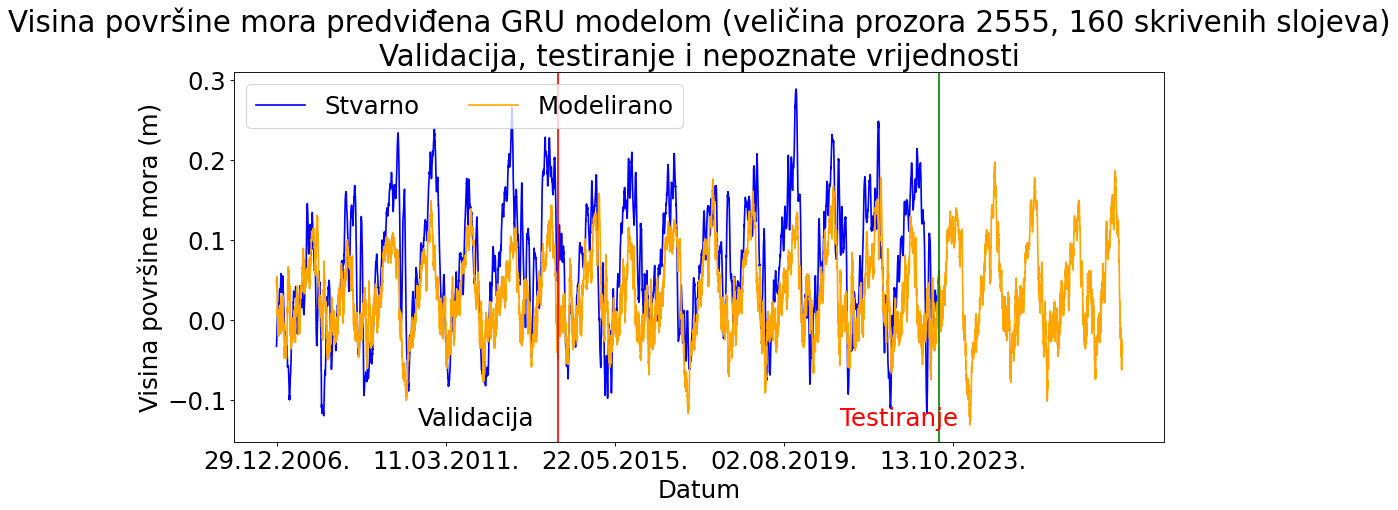 Visina površine mora predviđena GRU modelom (veličina prozora 2555, 160 skrivenih slojeva)
Validacija, testiranje i nepoznate vrijednosti
Stvarno
Modelirano
Visina površine mora (m)
0.3
0.2
0.1
0.0
−0.1
Validacija
Testiranje
29.12.2006.
11.03.2011.
22.05.2015.
02.08.2019.
13.10.2023.
Datum